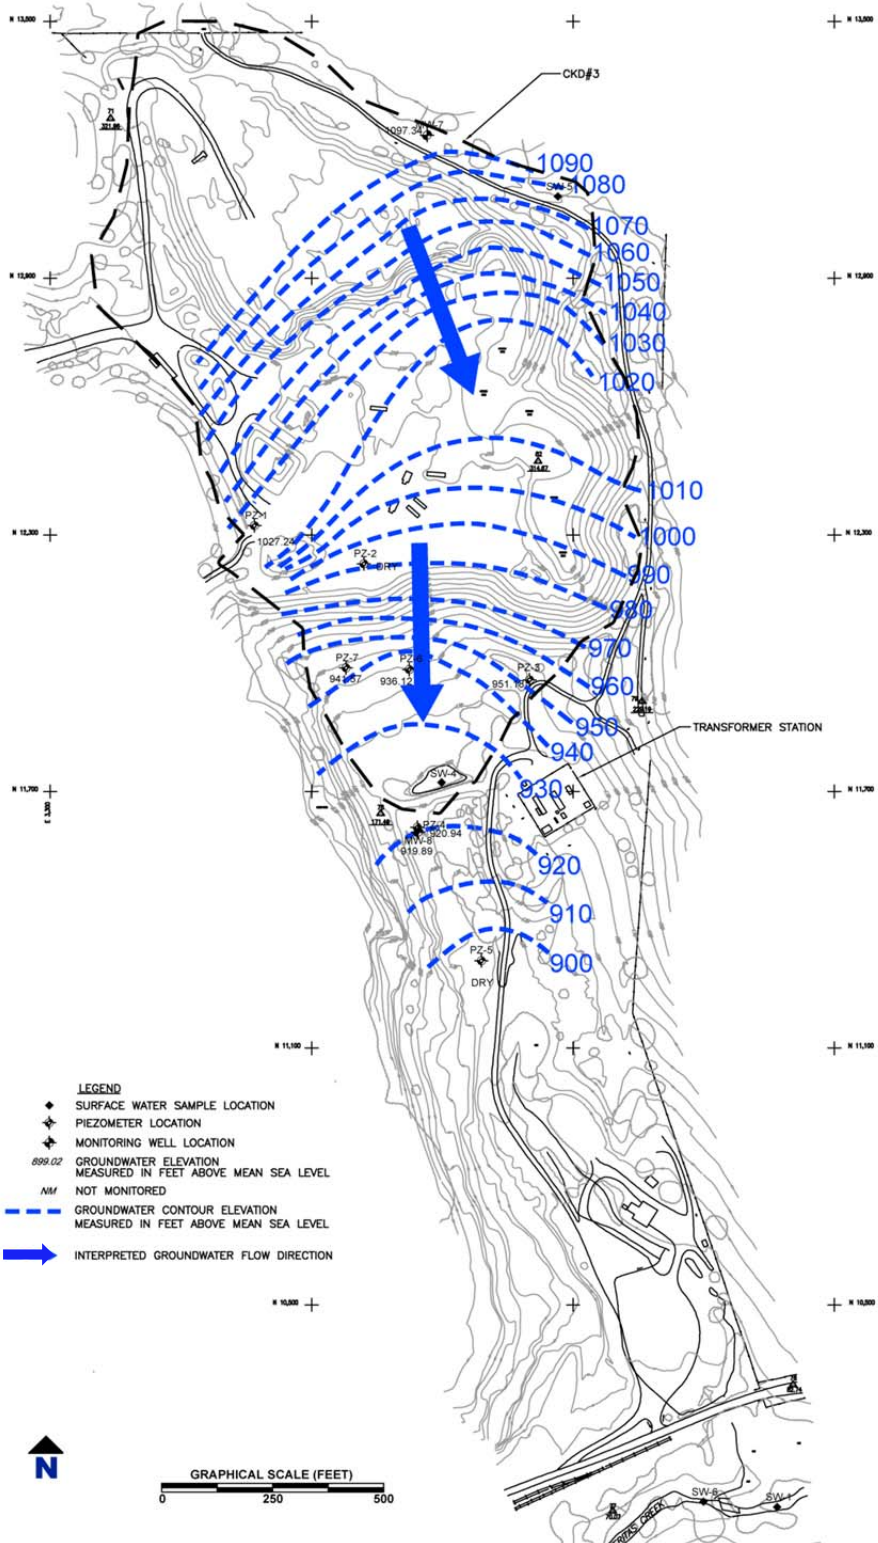 N 13,500
N 13,500
CKD#3
71
1097.34
1090
SW-5
1080
1070
1060
N 12,900
N 12,900
1050
1040
1030
1020
62
1010
PZ-1
N 12,300
1000
N 12,300
1027.24
PZ-2
DRY
990
980
970
PZ-7
PZ-3
941.57
936.12
951.18
960
950
TRANSFORMER STATION
940
SW-4
930
N 11,700
N 11,700
PZ-4
920.94
MW-8
919.89
920
910
PZ-5
900
DRY
N 11,100
N 11,100
LEGEND
SURFACE WATER SAMPLE LOCATION
PIEZOMETER LOCATION
MONITORING WELL LOCATION
899.02 GROUNDWATER ELEVATION
MEASURED IN FEET ABOVE MEAN SEA LEVEL
NM NOT MONITORED
GROUNDWATER CONTOUR ELEVATION
MEASURED IN FEET ABOVE MEAN SEA LEVEL
INTERPRETED GROUNDWATER FLOW DIRECTION
N 10,500
N 10,500
N
GRAPHICAL SCALE (FEET)
0 250 500
SW-6
SW-1
CREEK